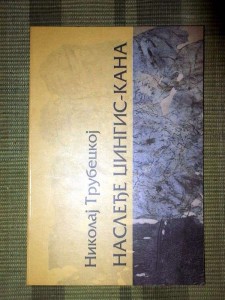 Николај Трубецкој
НАСЛЕЂЕ ЏИНГИС-КАНА